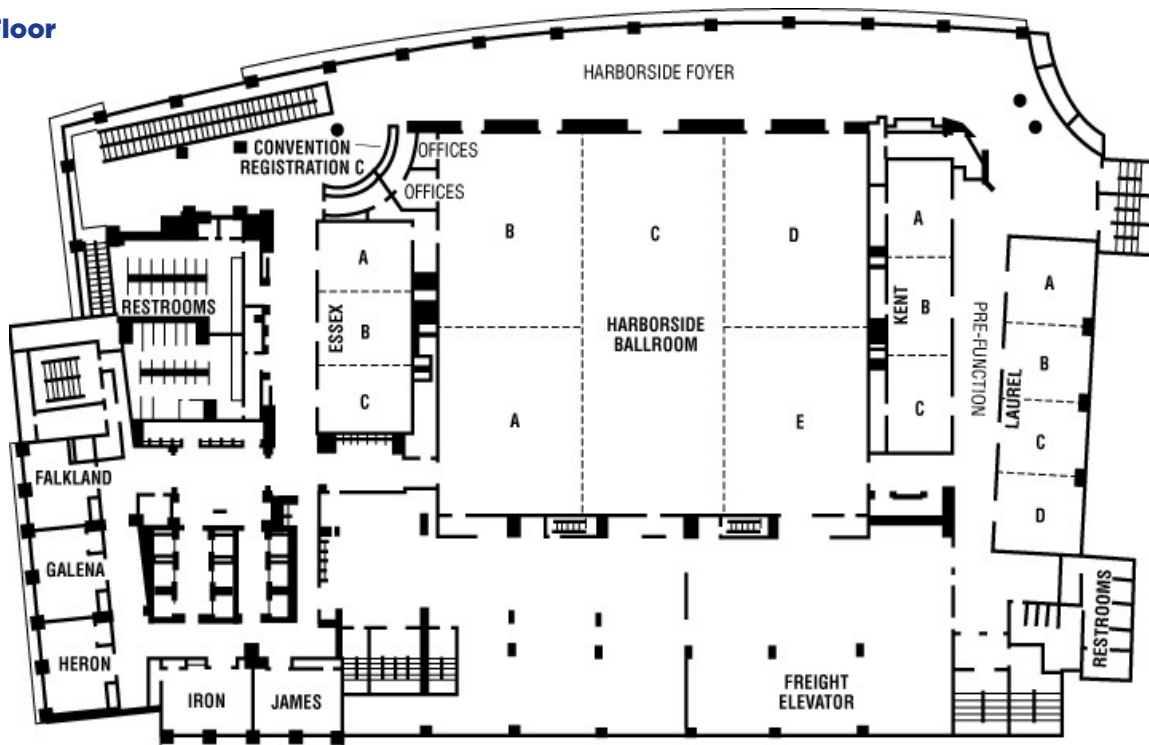 Floor
HARBORSIDE FOYER
CONVENTION
REGISTRATION C
OFFICES
OFFICES
B
C
D
A
B
C
ESSEX
RESTROOMS
HARBORSIDE
BALLROOM
A
E
A
B
C
KENT
PRE-FUNCTION
A
B
C
D
LAUREL
FALKLAND
GALENA
HERON
IRON
JAMES
FREIGHT
ELEVATOR
RESTROOMS